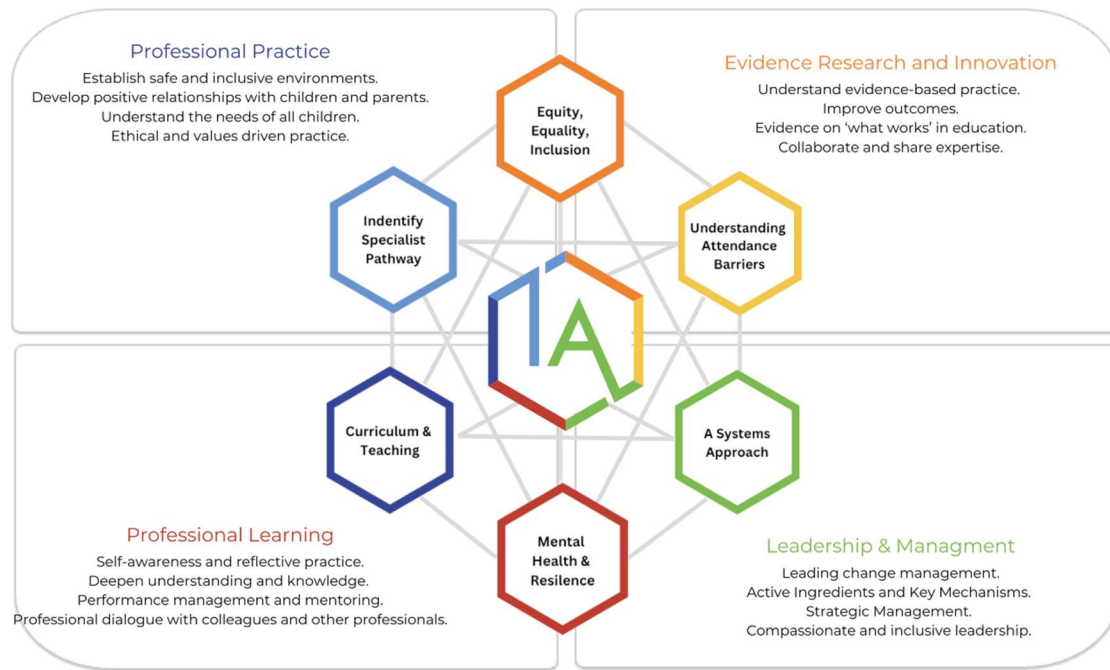 Professional Practice
Establish safe and inclusive environments.
Develop positive relationships with children and parents.
Understand the needs of all children.
Ethical and values driven practice.
Evidence Research and Innovation
Understand evidence-based practice.
Improve outcomes.
Evidence on ‘what works’ in education.
Collaborate and share expertise.
Equity,
Equality,
Inclusion
Indentify
Specialist
Pathway
Understanding
Attendance
Barriers
1A
Curriculum &
Teaching
A Systems
Approach
Mental
Health &
Resilence
Professional Learning
Self-awareness and reflective practice.
Deepen understanding and knowledge.
Performance management and mentoring.
Professional dialogue with colleagues and other professionals.
Leadership & Managment
Leading change management.
Active Ingredients and Key Mechanisms.
Strategic Management.
Compassionate and inclusive leadership.